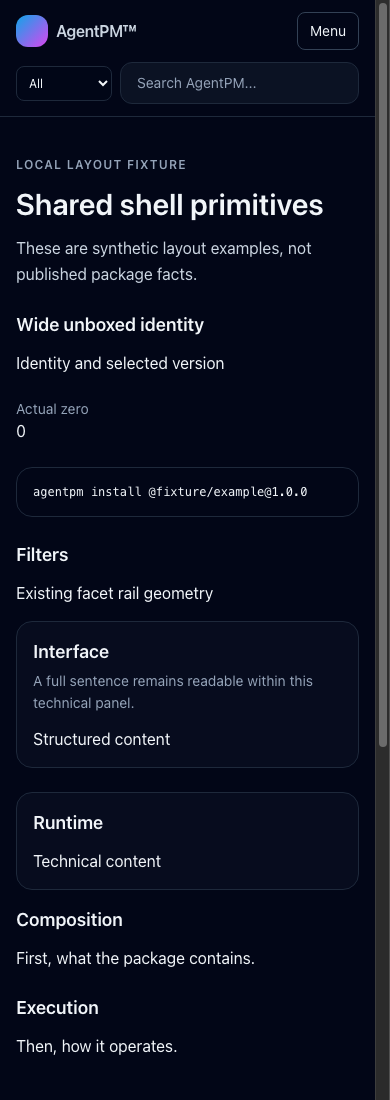 AgentPM™
Menu
All
Search AgentPM...
LOCAL LAYOUT FIXTURE
Shared shell primitives
These are synthetic layout examples, not
published package facts.
Wide unboxed identity
Identity and selected version
Actual zero
0
agentpm install @fixture/example@1.0.0
Filters
Existing facet rail geometry
Interface
A full sentence remains readable within this
technical panel.
Structured content
Runtime
Technical content
Composition
First, what the package contains.
Execution
Then, how it operates.